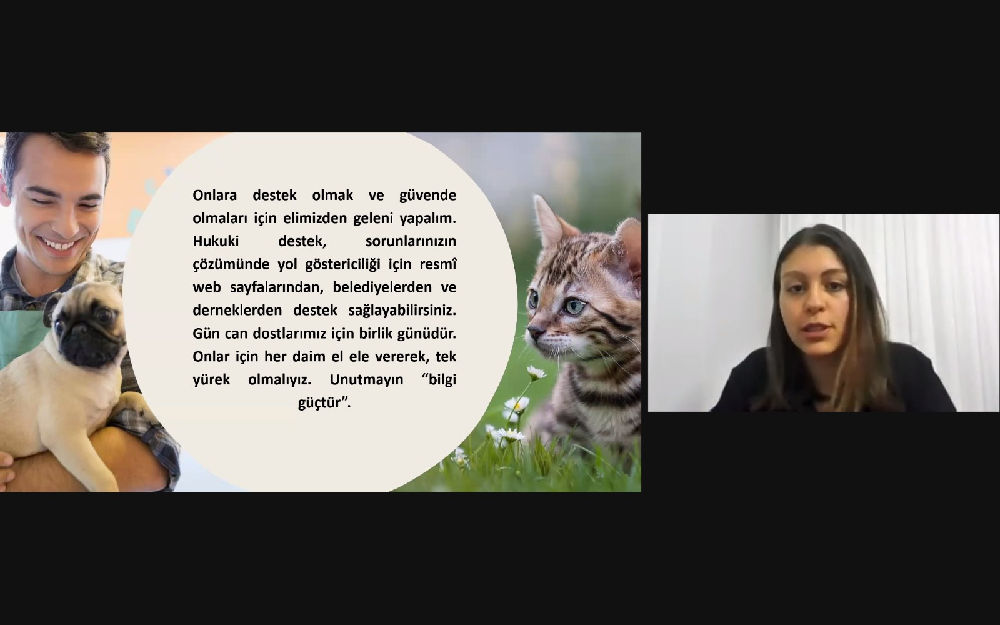 Onlara destek olmak ve güvende
olmaları için elimizden geleni yapalım.
Hukuki destek, sorunlarınızın
çözümünde yol göstericiliği için resmî
web sayfalarından, belediyelerden ve
derneklerden destek sağlayabilirsiniz.
Gün can dostlarımız için birlik günüdür.
Onlar için her daim el ele vererek, tek
yürek olmalıyız. Unutmayın “bilgi
güçtür”.
24